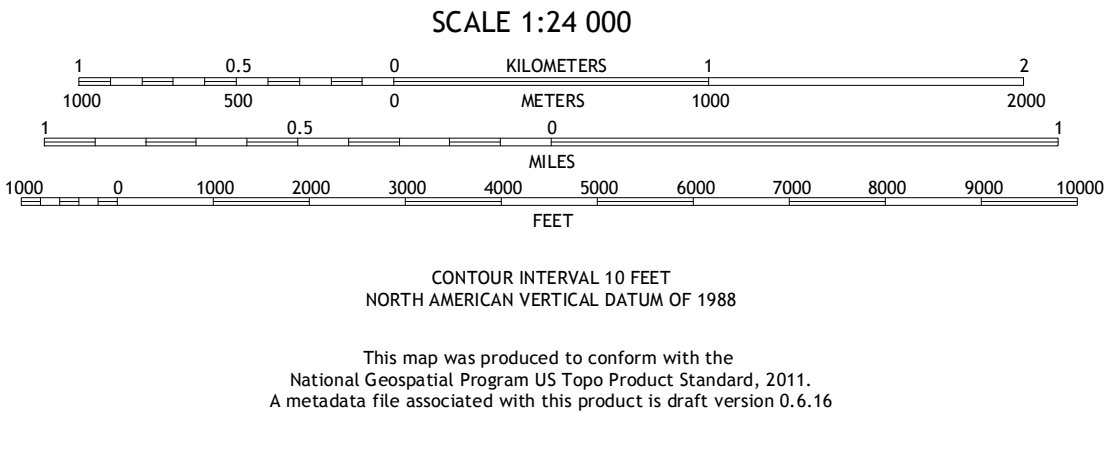 SCALE 1:24 000
1 0.5 0 KILOMETERS 1 2
1000 500 0 METERS 1000 2000
1 0.5 0 1
MILES
1000 0 1000 2000 3000 4000 5000 6000 7000 8000 9000 10000
FEET
CONTOUR INTERVAL 10 FEET
NORTH AMERICAN VERTICAL DATUM OF 1988
This map was produced to conform with the
National Geospatial Program US Topo Product Standard, 2011.
A metadata file associated with this product is draft version 0.6.16